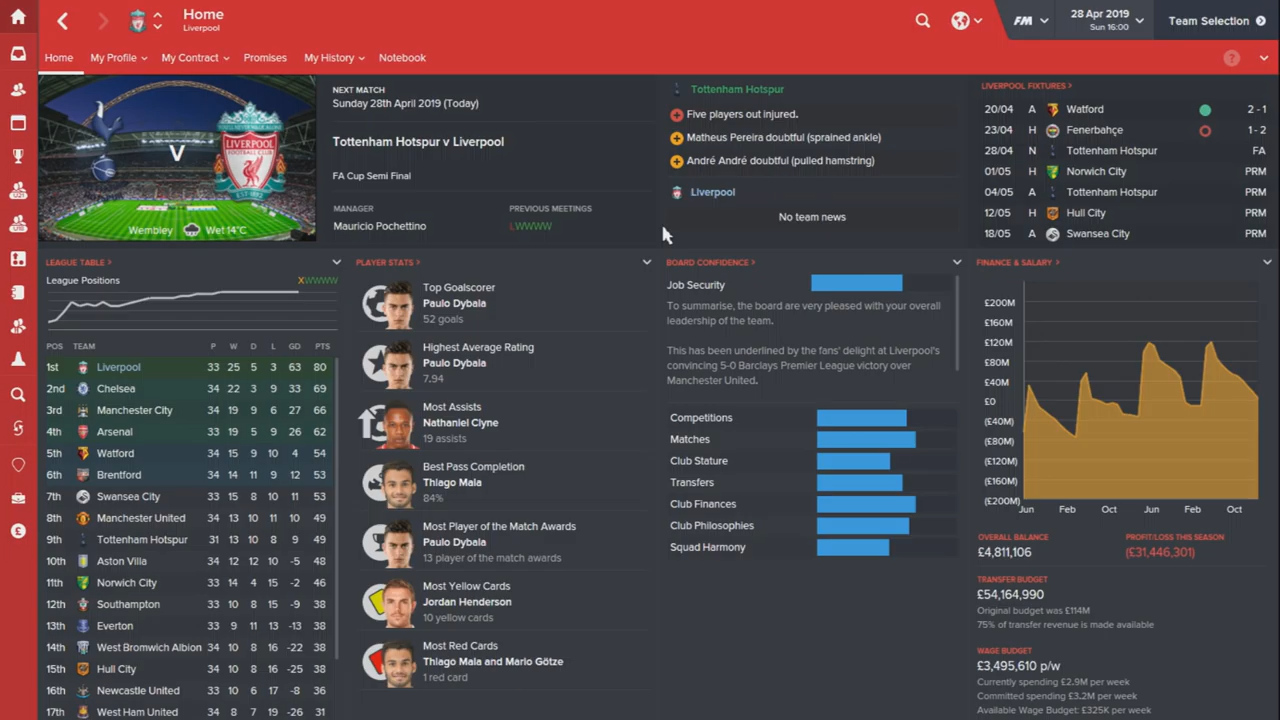 Home
Liverpool
FM
28 Apr 2019
Sun 16:00
Team Selection
Home
My Profile
My Contract
Promises
My History
Notebook
V
Wembley
Wet 14°C
NEXT MATCH
Sunday 28th April 2019 (Today)
Tottenham Hotspur v Liverpool
FA Cup Semi Final
MANAGER
PREVIOUS MEETINGS
Mauricio Pochettino
LWWWW
Tottenham Hotspur
Five players out injured.
Matheus Pereira doubtful (sprained ankle)
André André doubtful (pulled hamstring)
Liverpool
No team news
LIVERPOOL FIXTURES >
20/04 A Watford 2 - 1
23/04 H Fenerbahçe 1 - 2
28/04 N Tottenham Hotspur FA
01/05 H Norwich City PRM
04/05 A Tottenham Hotspur PRM
12/05 H Hull City PRM
18/05 A Swansea City PRM
LEAGUE TABLE >
League Positions XWWWW
POS TEAM P W D L GD PTS
1st Liverpool 33 25 5 3 63 80
2nd Chelsea 34 22 3 9 33 69
3rd Manchester City 34 19 9 6 27 66
4th Arsenal 33 19 5 9 26 62
5th Watford 34 15 9 10 4 54
6th Brentford 34 14 11 9 12 53
7th Swansea City 33 15 8 10 11 53
8th Manchester United 34 13 10 11 10 49
9th Tottenham Hotspur 31 13 10 8 9 49
10th Aston Villa 34 12 12 10 -5 48
11th Norwich City 33 14 4 15 -2 46
12th Southampton 33 10 8 15 -9 38
13th Everton 33 9 11 13 -13 38
14th West Bromwich Albion 34 10 8 16 -22 38
15th Hull City 34 10 8 16 -25 38
16th Newcastle United 33 10 6 17 -8 36
17th West Ham United 34 8 7 19 -26 31
PLAYER STATS >
Top Goalscorer
Paulo Dybala
52 goals
Highest Average Rating
Paulo Dybala
7.94
Most Assists
Nathaniel Clyne
19 assists
Best Pass Completion
Thiago Maia
84%
Most Player of the Match Awards
Paulo Dybala
13 player of the match awards
Most Yellow Cards
Jordan Henderson
10 yellow cards
Most Red Cards
Thiago Maia and Mario Götze
1 red card
BOARD CONFIDENCE >
Job Security
To summarise, the board are very pleased with your overall
leadership of the team.
This has been underlined by the fans' delight at Liverpool's
convincing 5-0 Barclays Premier League victory over
Manchester United.
Competitions
Matches
Club Stature
Transfers
Club Finances
Club Philosophies
Squad Harmony
FINANCE & SALARY >
£200M
£160M
£120M
£80M
£40M
£0
(£40M)
(£80M)
(£120M)
(£160M)
(£200M)
Jun Feb Oct Jun Feb Oct
OVERALL BALANCE
£4,811,106
PROFIT/LOSS THIS SEASON
(£31,446,301)
TRANSFER BUDGET
£54,164,990
Original budget was £114M
75% of transfer revenue is made available
WAGE BUDGET
£3,495,610 p/w
Currently spending £2.9M per week
Committed spending £3.2M per week
Available Wage Budget: £325K per week